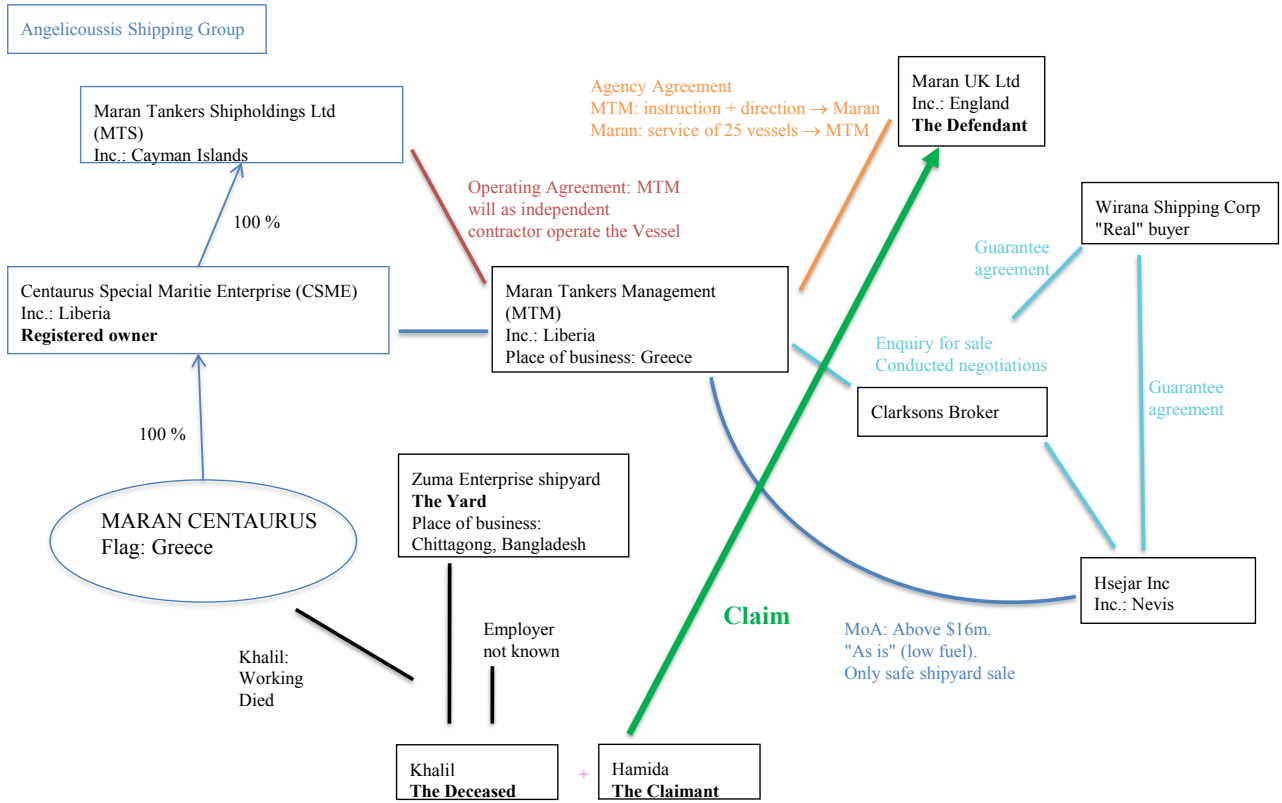 Angelicoussis Shipping Group
Maran Tankers Shipholdings Ltd
(MTS)
Inc.: Cayman Islands
Agency Agreement
MTM: instruction + direction → Maran
Maran: service of 25 vessels → MTM
Maran UK Ltd
Inc.: England
The Defendant
100 %
Operating Agreement: MTM
will as independent
contractor operate the Vessel
Wirana Shipping Corp
"Real" buyer
Guarantee
agreement
Centaurus Special Maritie Enterprise (CSME)
Inc.: Liberia
Registered owner
Maran Tankers Management
(MTM)
Inc.: Liberia
Place of business: Greece
Enquiry for sale
Conducted negotiations
Guarantee
agreement
Clarksons Broker
100 %
Zuma Enterprise shipyard
The Yard
Place of business:
Chittagong, Bangladesh
MARAN CENTAURUS
Flag: Greece
Hsejar Inc
Inc.: Nevis
Claim
MoA: Above $16m.
"As is" (low fuel).
Only safe shipyard sale
Employer
not known
Khalil:
Working
Died
Khalil
The Deceased
+
Hamida
The Claimant